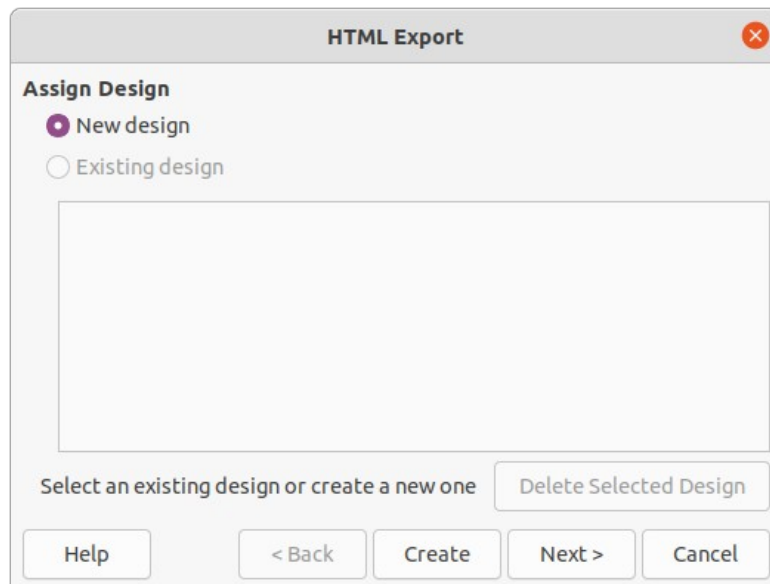 HTML Export
Assign Design
New design
Existing design
Select an existing design or create a new one Delete Selected Design
Help < Back Create Next > Cancel